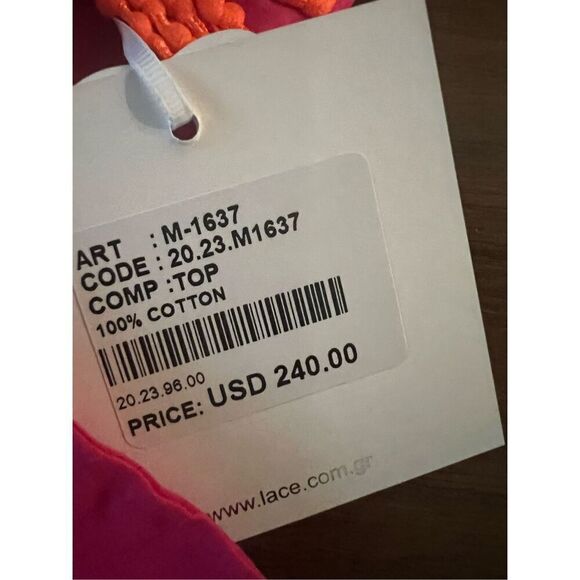 ART : M-1637
CODE : 20.23.M1637
COMP :TOP
100% COTTON
20.23.96.00
PRICE: USD 240.00
www.lace.com.gr